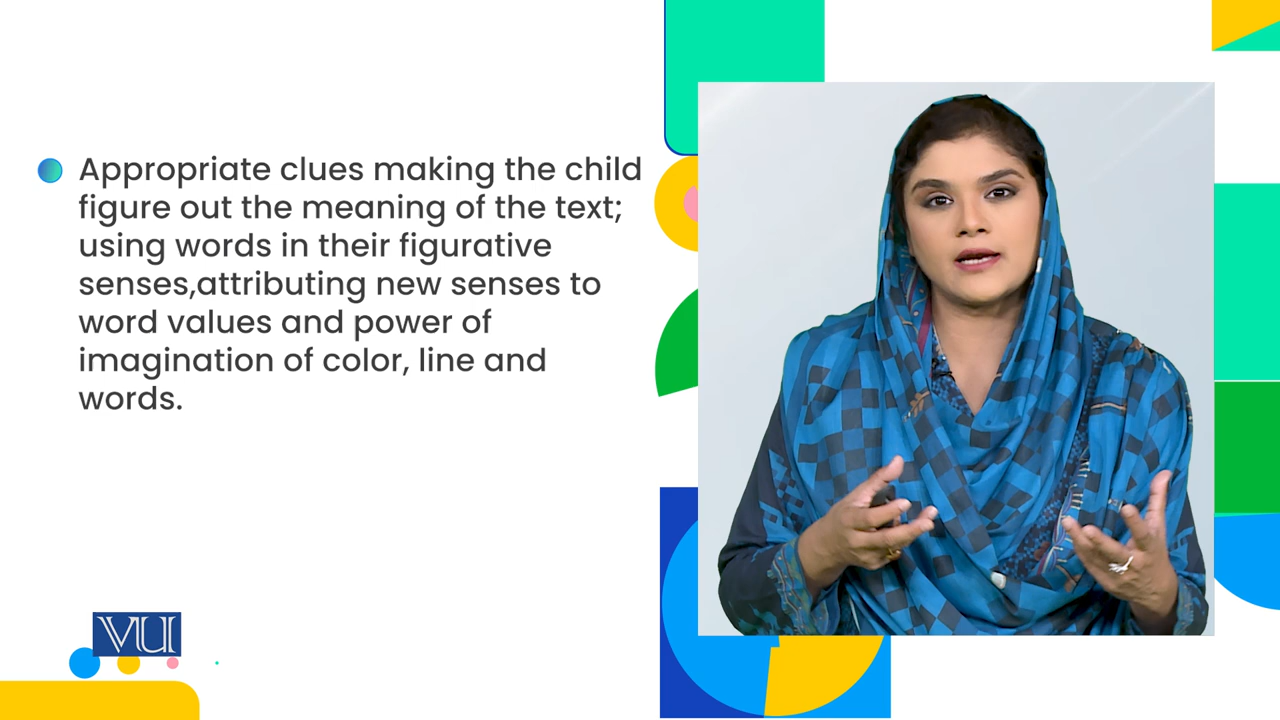 Appropriate clues making the child
figure out the meaning of the text;
using words in their figurative
senses,attributing new senses to
word values and power of
imagination of color, line and
words.
VU